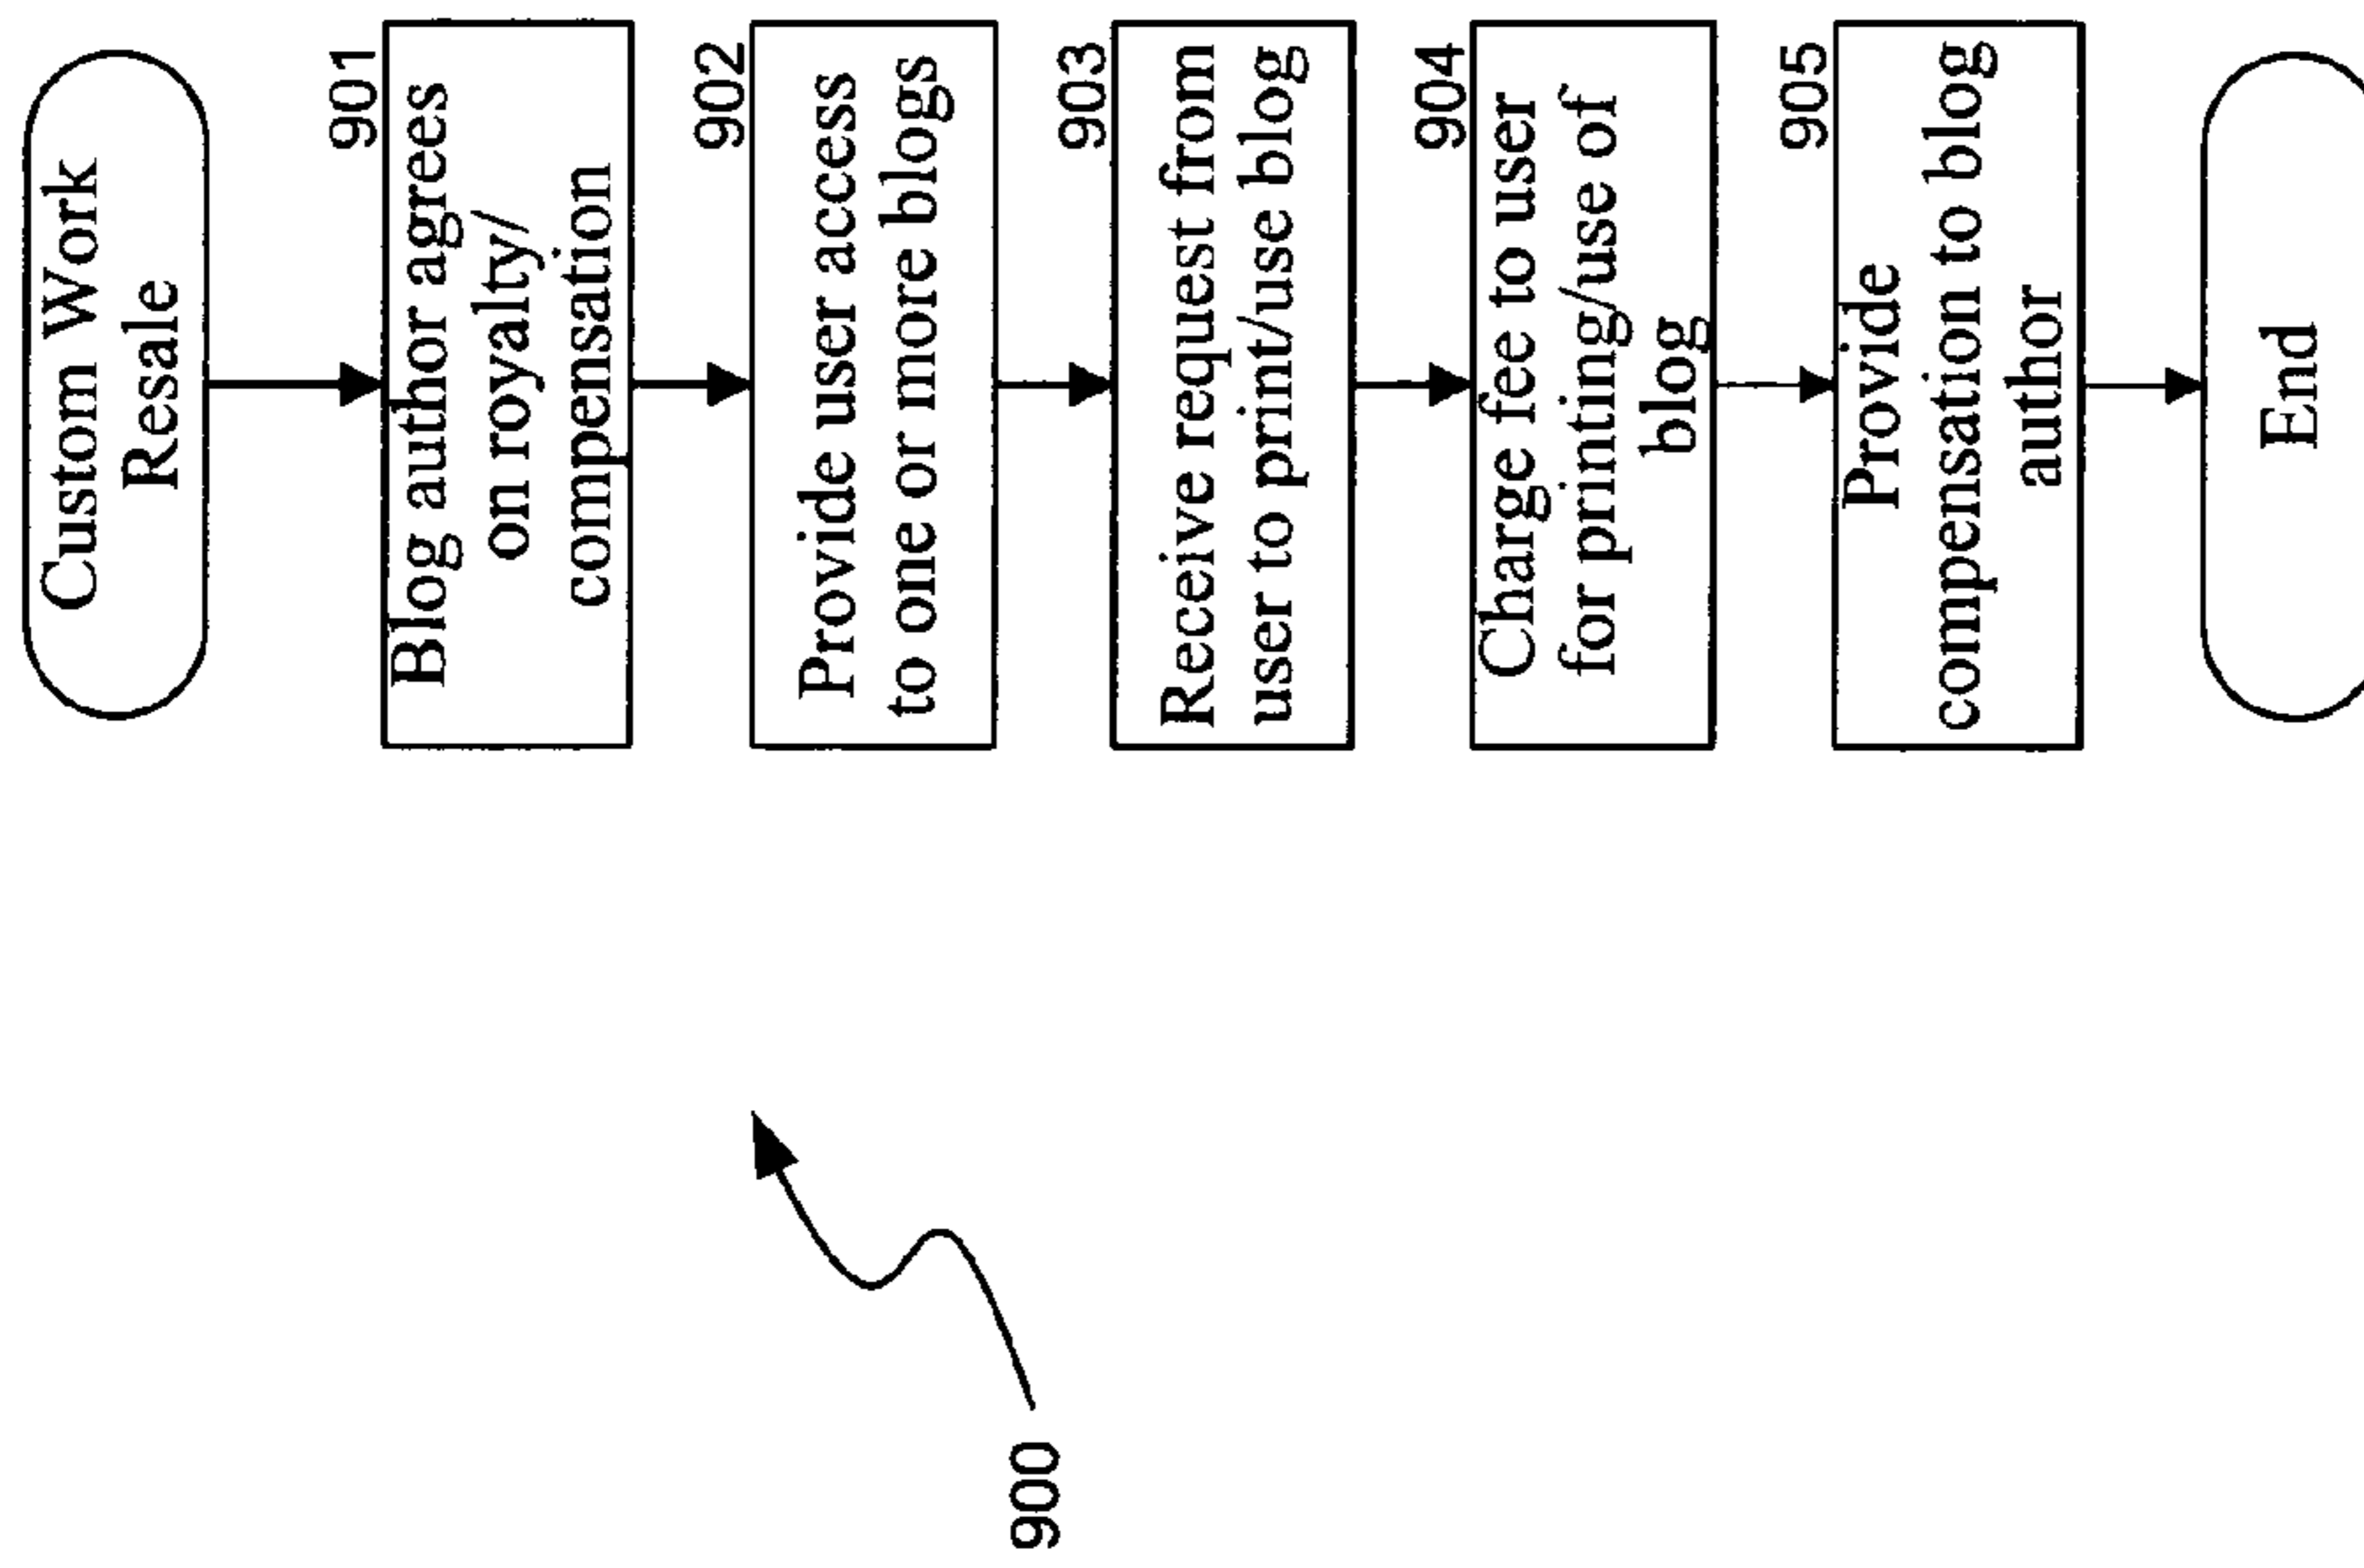 Custom Work
Resale
901
Blog author agrees
on royalty/
compensation
902
Provide user access
to one or more blogs
903
Receive request from
user to print/use blog
904
Charge fee to user
for printing/use of
blog
905
Provide
compensation to blog
author
End
900